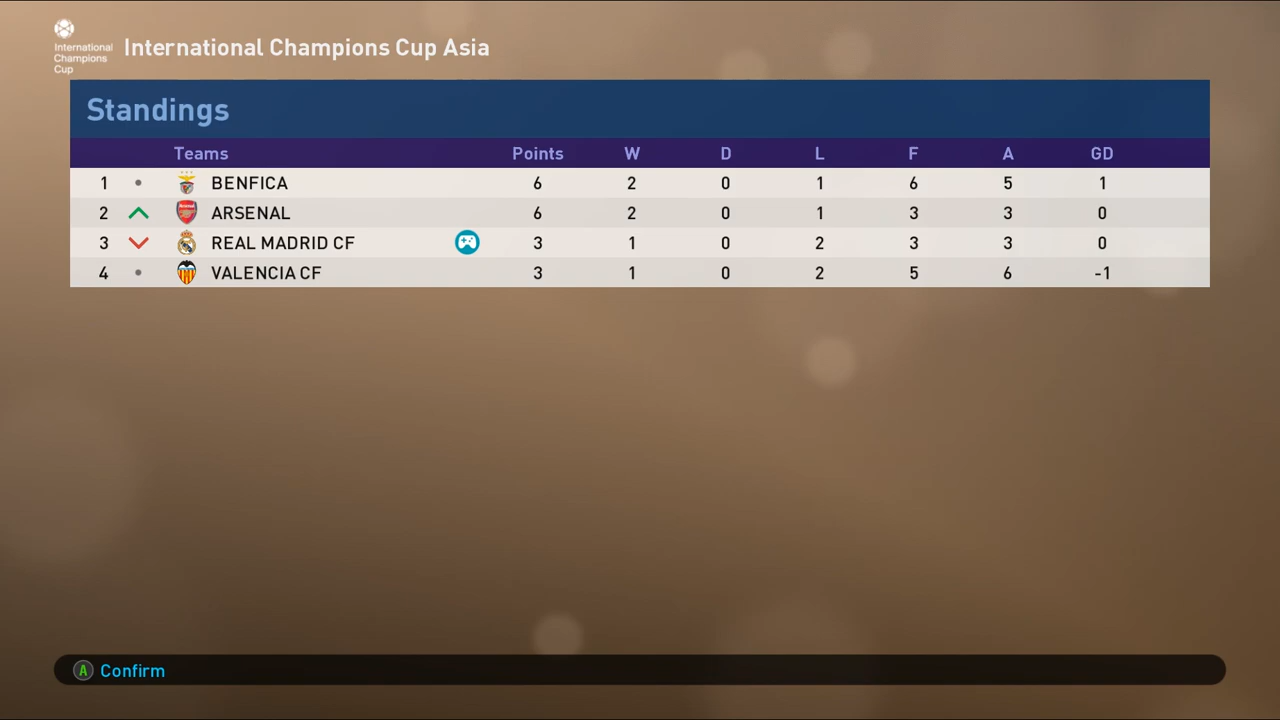 International
Champions
Cup
International Champions Cup Asia
Standings
Teams Points W D L F A GD
1 BENFICA 6 2 0 1 6 5 1
2 ARSENAL 6 2 0 1 3 3 0
3 REAL MADRID CF 3 1 0 2 3 3 0
4 VALENCIA CF 3 1 0 2 5 6 -1
A Confirm